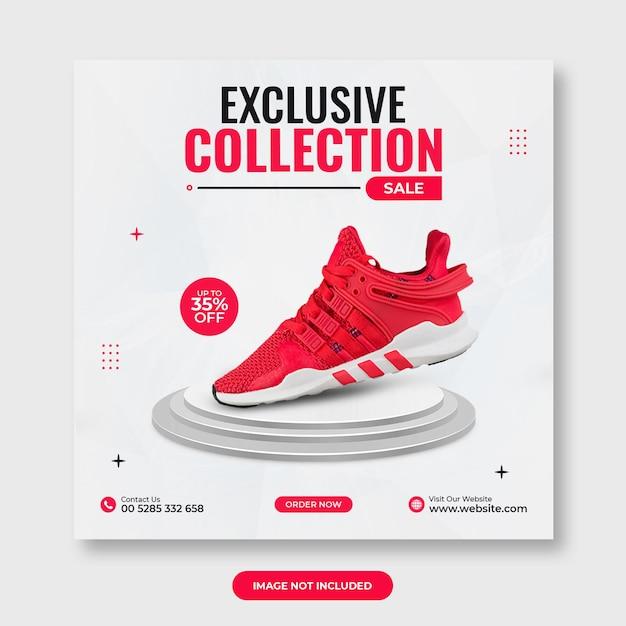 EXCLUSIVE
COLLECTION
SALE
UP TO
35%
OFF
Contact Us
00 5285 332 658
ORDER NOW
Visit Our Website
www.website.com
IMAGE NOT INCLUDED